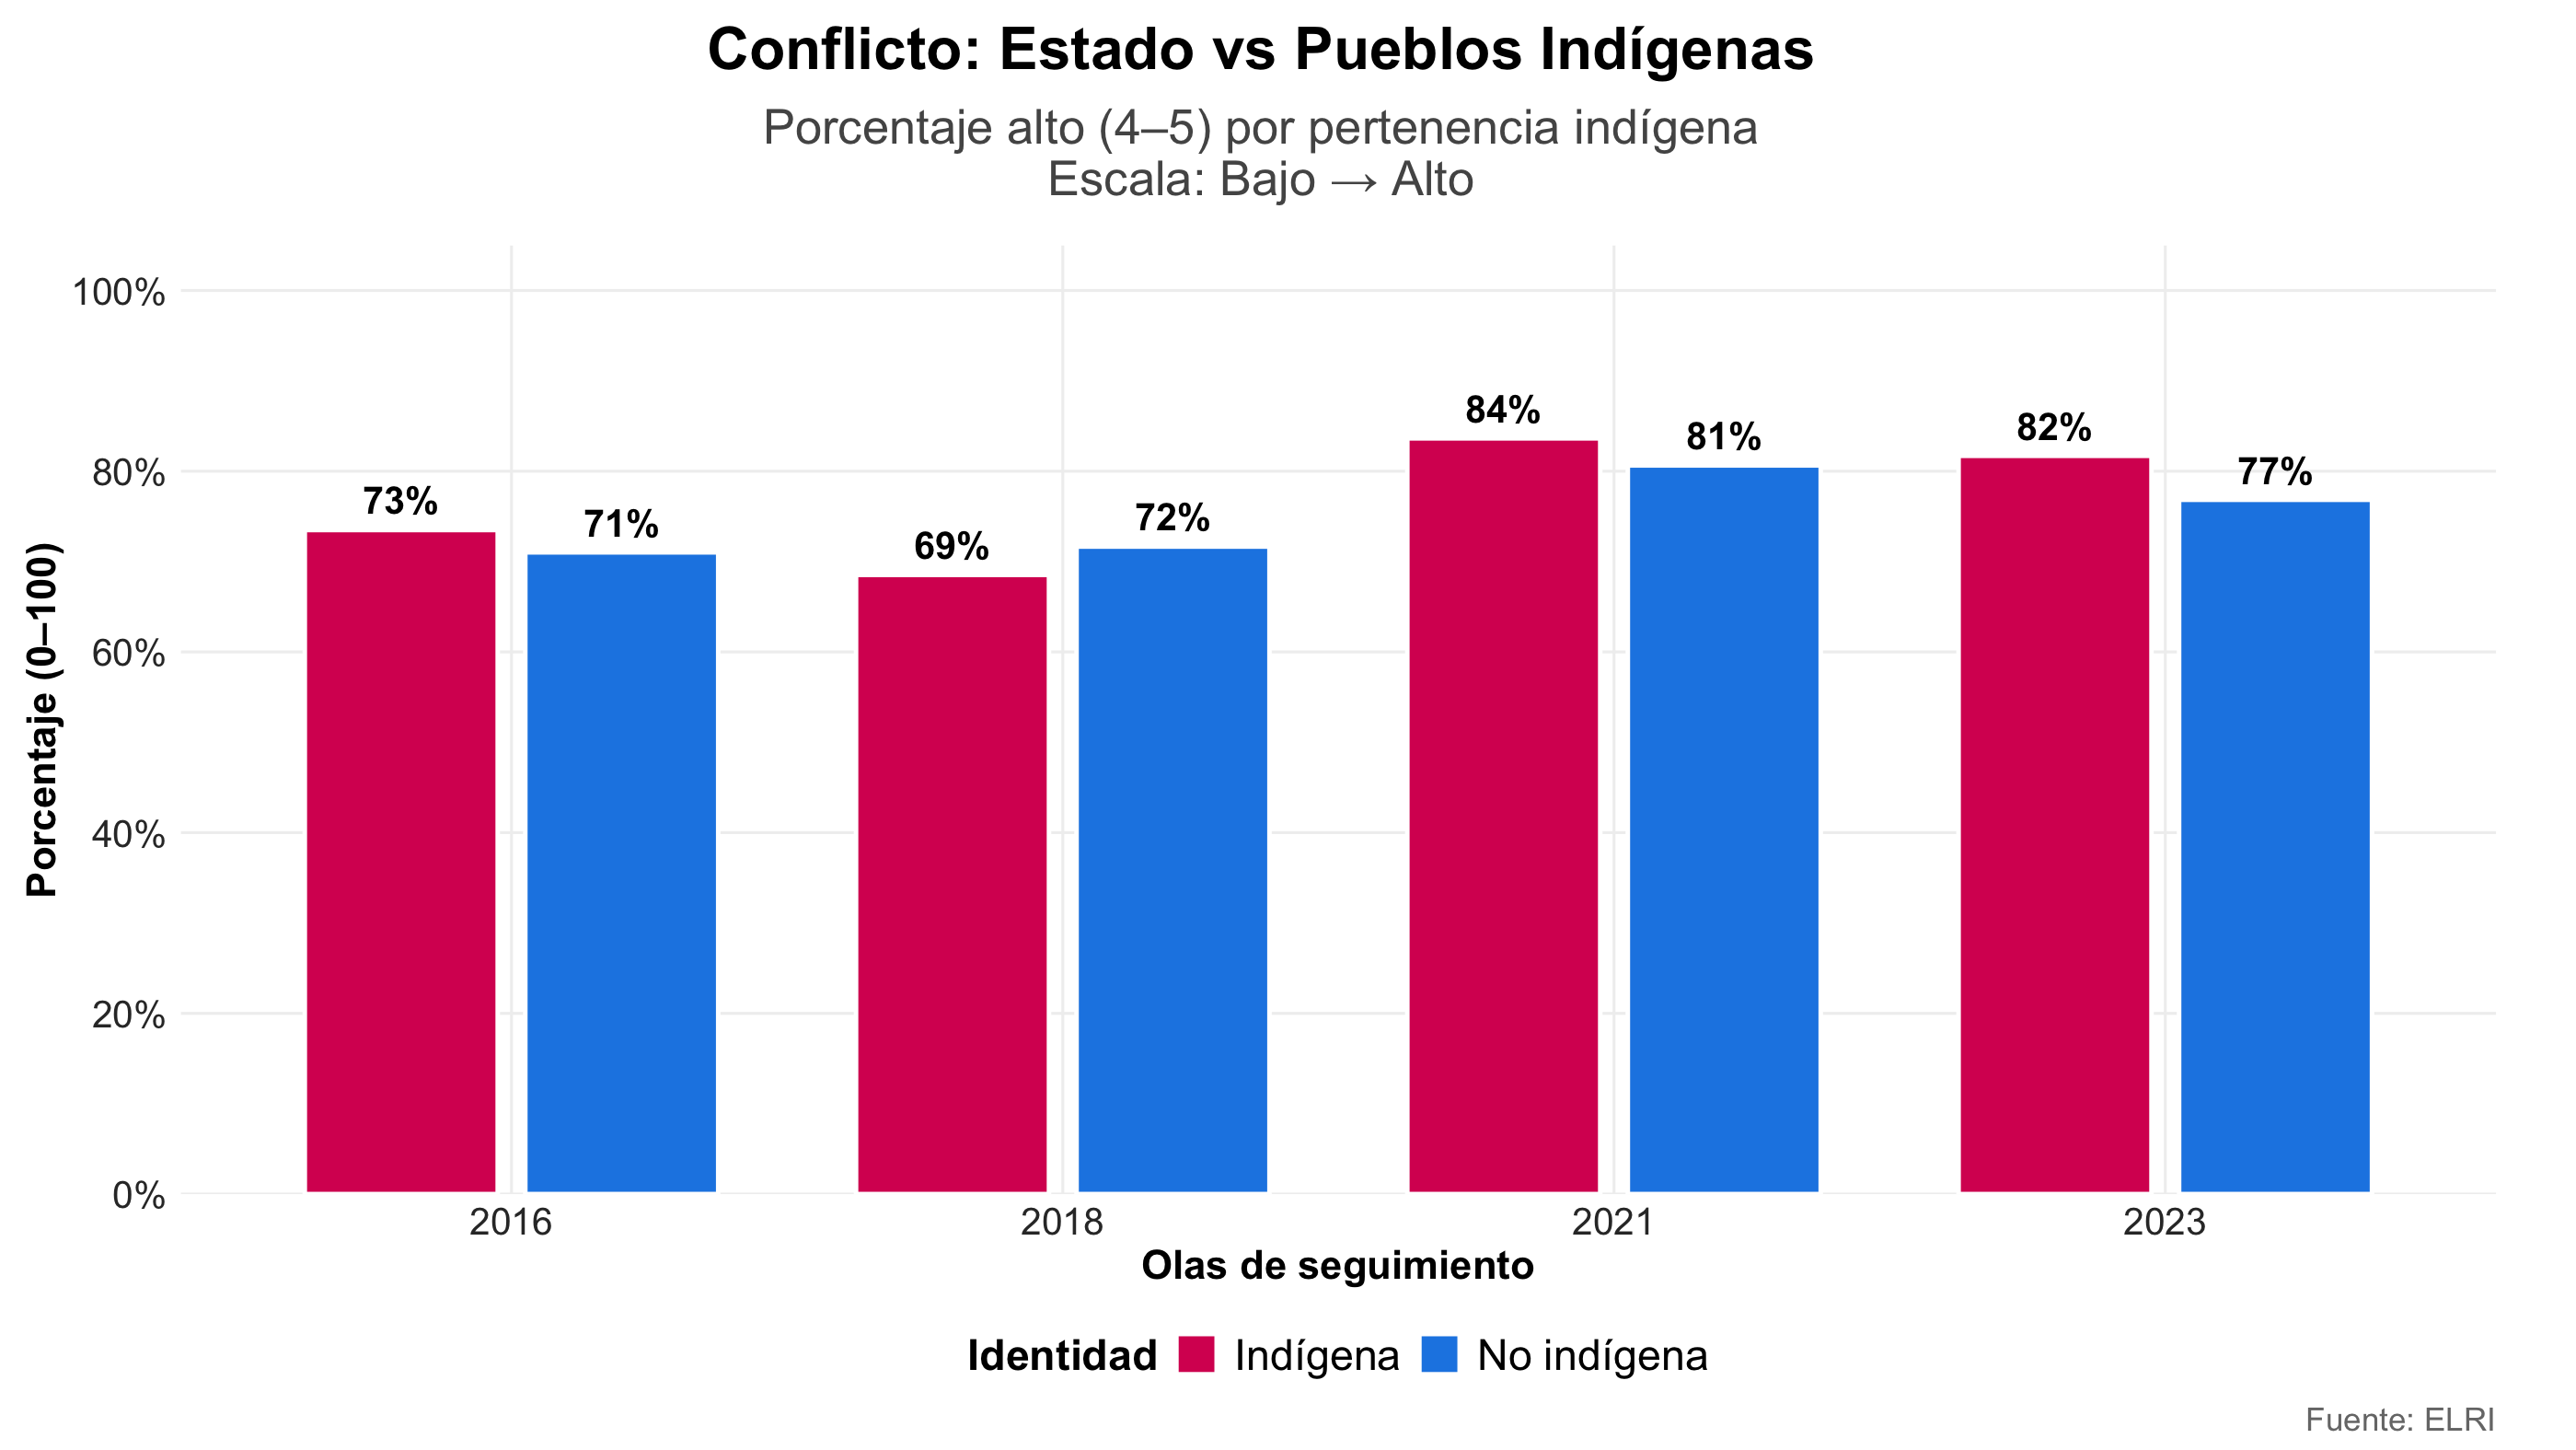 Conflicto: Estado vs Pueblos Indígenas
Porcentaje alto (4–5) por pertenencia indígena
Escala: Bajo → Alto
Porcentaje (0–100)
100%
80%
60%
40%
20%
0%
73%
71%
69%
72%
84%
81%
82%
77%
2016
2018
2021
2023
Olas de seguimiento
Identidad Indígena No indígena
Fuente: ELRI